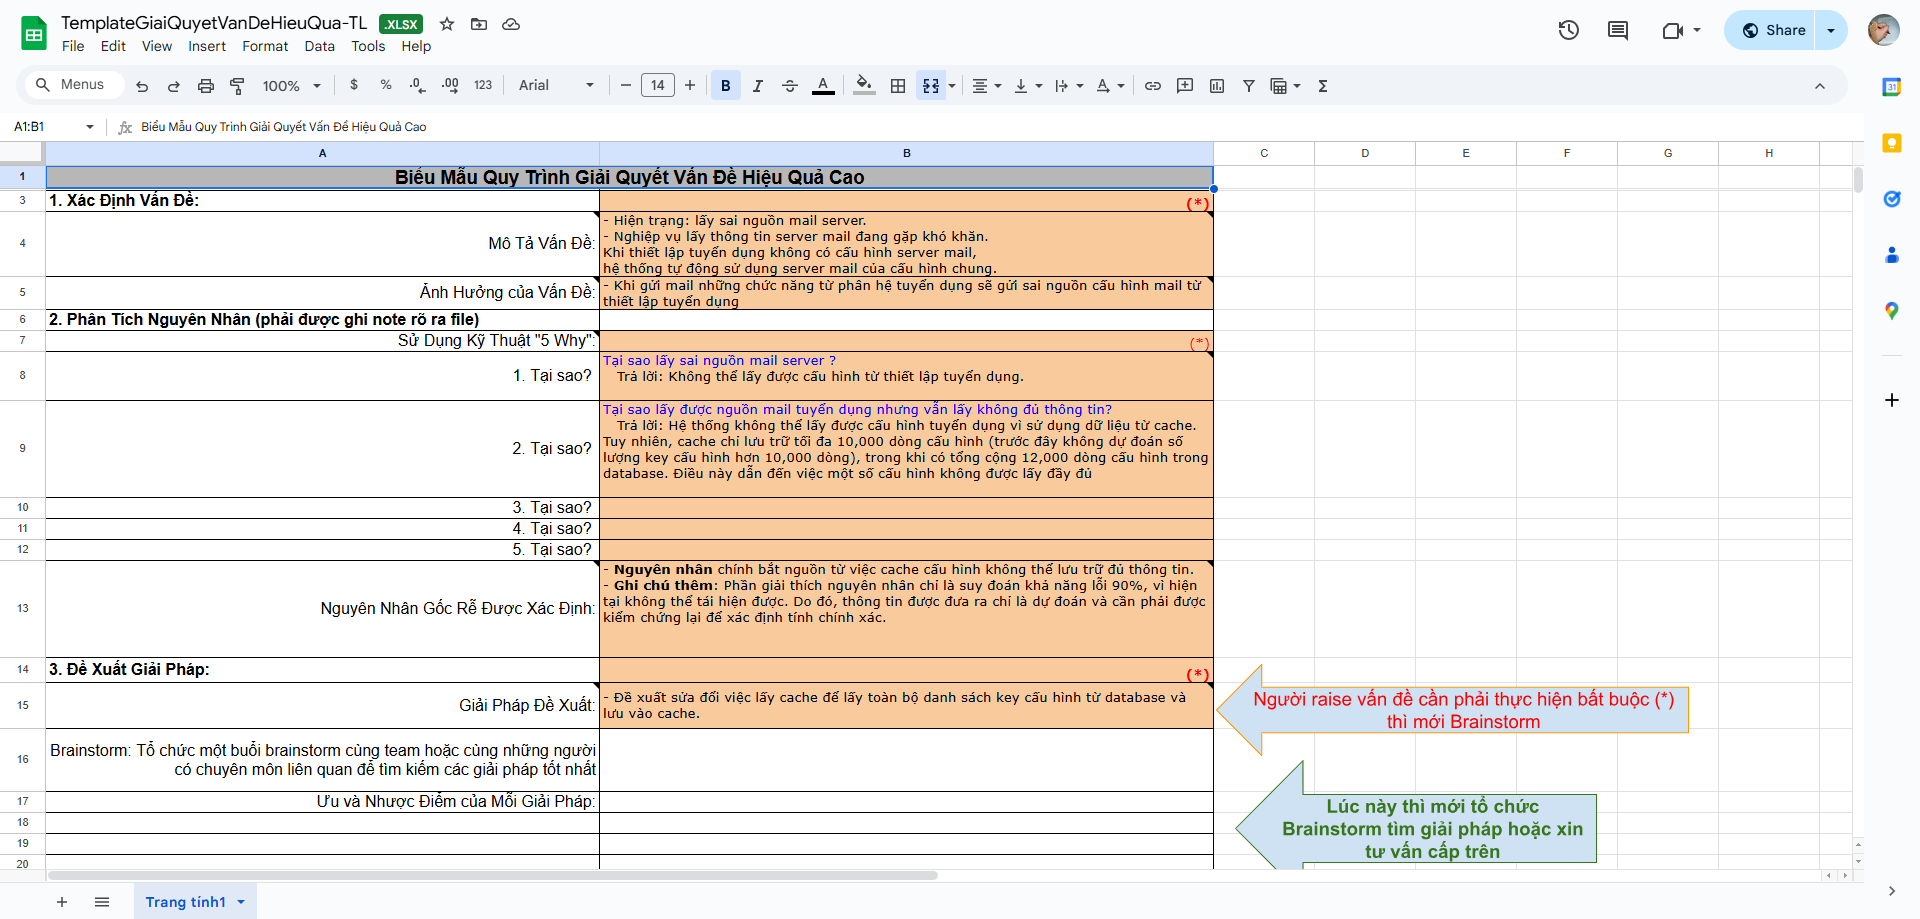 TemplateGiaiQuyetVanDeHieuQua-TL .XLSX
File Edit View Insert Format Data Tools Help
Share
Menus 100% $ % .0 .00 123 Arial 14 B I A
A1:B1 fx Biểu Mẫu Quy Trình Giải Quyết Vấn Đề Hiệu Quả Cao
A B C D E F G H
1 Biểu Mẫu Quy Trình Giải Quyết Vấn Đề Hiệu Quả Cao
3 1. Xác Định Vấn Đề: (*)
4 Mô Tả Vấn Đề:
- Hiện trạng: lấy sai nguồn mail server.
- Nghiệp vụ lấy thông tin server mail đang gặp khó khăn.
Khi thiết lập tuyển dụng không có cấu hình server mail,
hệ thống tự động sử dụng server mail của cấu hình chung.
5 Ảnh Hưởng của Vấn Đề:
- Khi gửi mail những chức năng từ phân hệ tuyển dụng sẽ gửi sai nguồn cấu hình mail từ
thiết lập tuyển dụng
6 2. Phân Tích Nguyên Nhân (phải được ghi note rõ ra file)
7 Sử Dụng Kỹ Thuật "5 Why": (*)
8 1. Tại sao?
Tại sao lấy sai nguồn mail server ?
Trả lời: Không thể lấy được cấu hình từ thiết lập tuyển dụng.
9 2. Tại sao?
Tại sao lấy được nguồn mail tuyển dụng nhưng vẫn lấy không đủ thông tin?
Trả lời: Hệ thống không thể lấy được cấu hình tuyển dụng vì sử dụng dữ liệu từ cache.
Tuy nhiên, cache chỉ lưu trữ tối đa 10,000 dòng cấu hình (trước đây không dự đoán số
lượng key cấu hình hơn 10,000 dòng), trong khi có tổng cộng 12,000 dòng cấu hình trong
database. Điều này dẫn đến việc một số cấu hình không được lấy đầy đủ
10 3. Tại sao?
11 4. Tại sao?
12 5. Tại sao?
13 Nguyên Nhân Gốc Rễ Được Xác Định:
- Nguyên nhân chính bắt nguồn từ việc cache cấu hình không thể lưu trữ đủ thông tin.
- Ghi chú thêm: Phần giải thích nguyên nhân chỉ là suy đoán khả năng lỗi 90%, vì hiện
tại không thể tái hiện được. Do đó, thông tin được đưa ra chỉ là dự đoán và cần phải được
kiểm chứng lại để xác định tính chính xác.
14 3. Đề Xuất Giải Pháp: (*)
15 Giải Pháp Đề Xuất:
- Đề xuất sửa đổi việc lấy cache để lấy toàn bộ danh sách key cấu hình từ database và
lưu vào cache.
Người raise vấn đề cần phải thực hiện bất buộc (*)
thì mới Brainstorm
16 Brainstorm: Tổ chức một buổi brainstorm cùng team hoặc cùng những người
có chuyên môn liên quan để tìm kiếm các giải pháp tốt nhất
17 Ưu và Nhược Điểm của Mỗi Giải Pháp:
18
19
20
Lúc này thì mới tổ chức
Brainstorm tìm giải pháp hoặc xin
tư vấn cấp trên
Trang tính1
31